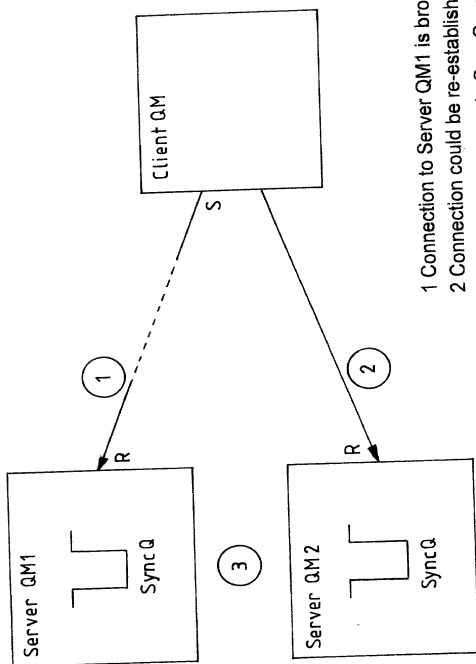 Server QM1
SyncQ
R
1
Client QM
S
3
Server QM2
SyncQ
R
2
1 Connection to Server QM1 is bro
2 Connection could be re-establish